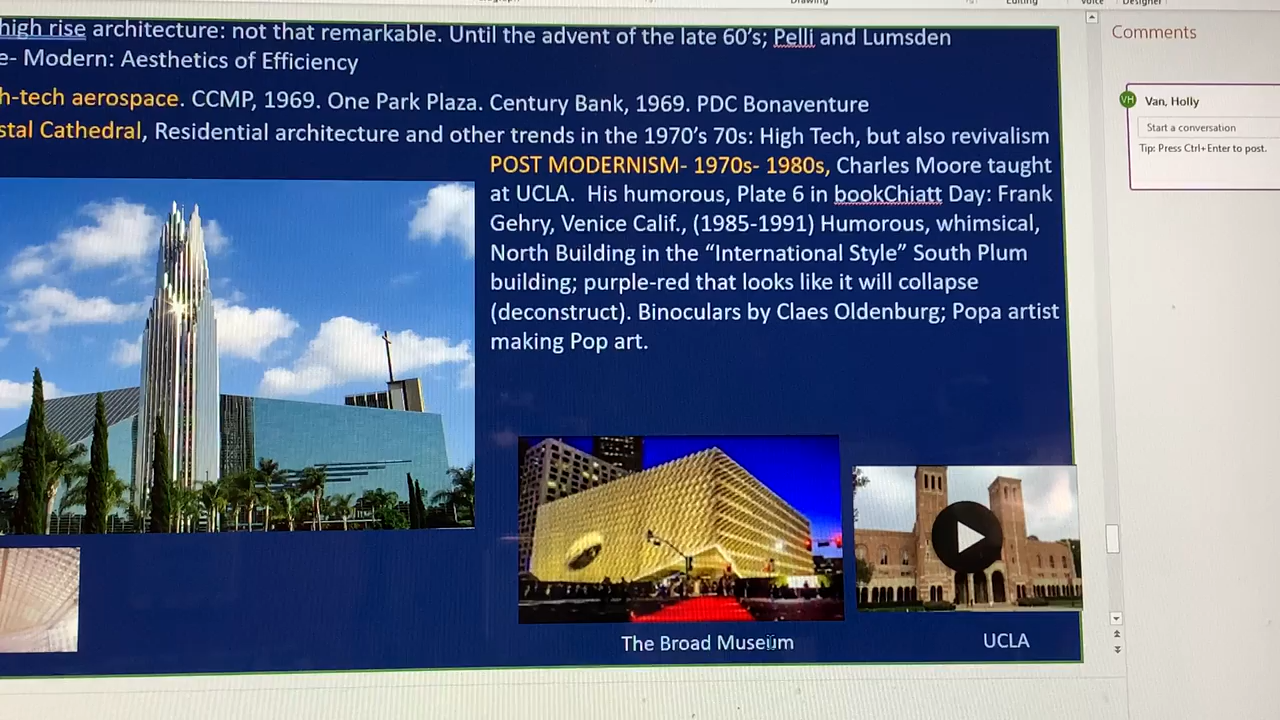 Drawing
Editing
Voice
Designer
high rise architecture: not that remarkable. Until the advent of the late 60's; Pelli and Lumsden
e- Modern: Aesthetics of Efficiency
h-tech aerospace. CCMP, 1969. One Park Plaza. Century Bank, 1969. PDC Bonaventure
stal Cathedral, Residential architecture and other trends in the 1970's 70s: High Tech, but also revivalism
POST MODERNISM- 1970s- 1980s, Charles Moore taught
at UCLA. His humorous, Plate 6 in bookChiatt Day: Frank
Gehry, Venice Calif., (1985-1991) Humorous, whimsical,
North Building in the “International Style” South Plum
building; purple-red that looks like it will collapse
(deconstruct). Binoculars by Claes Oldenburg; Popa artist
making Pop art.
The Broad Museum
UCLA
Comments
VH
Van, Holly
Start a conversation
Tip: Press Ctrl+Enter to post.